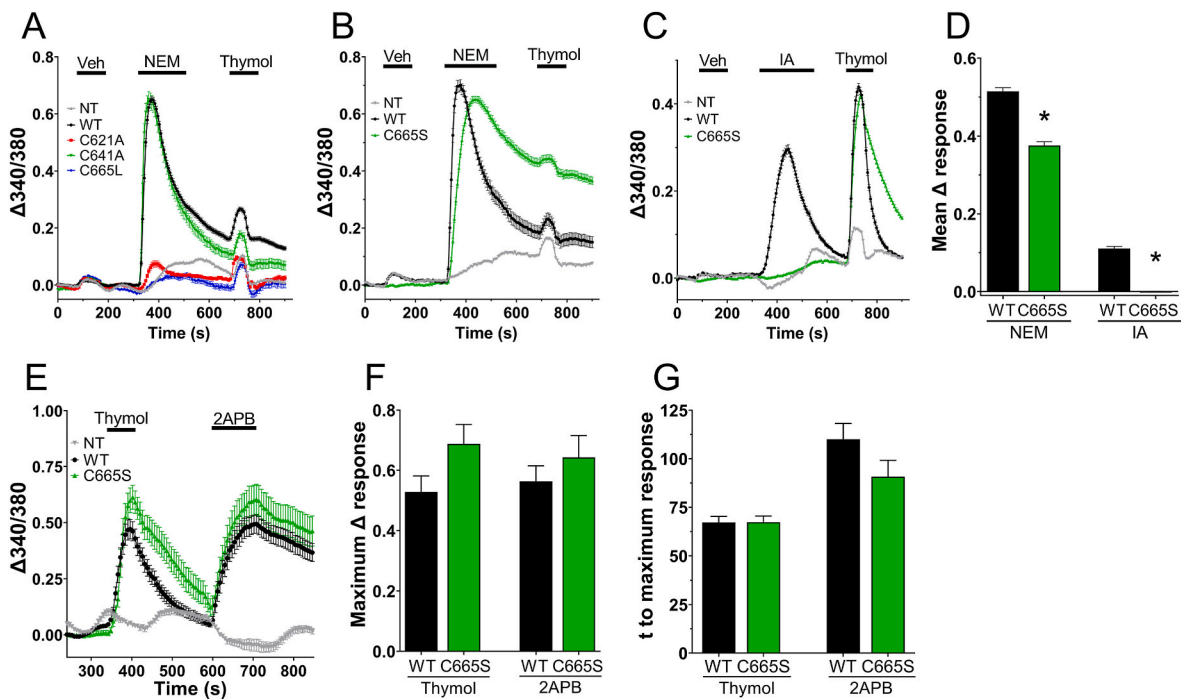 A
Veh NEM Thymol
Δ340/380
0.8
0.6
0.4
0.2
0.0
NT
WT
C621A
C641A
C665L
0 200 400 600 800
Time (s)
B
Veh NEM Thymol
Δ340/380
0.8
0.6
0.4
0.2
0.0
NT
WT
C665S
0 200 400 600 800
Time (s)
C
Veh IA Thymol
Δ340/380
0.4
0.2
0.0
NT
WT
C665S
0 200 400 600 800
Time (s)
D
Mean Δ response
0.6
0.4
0.2
0.0
* *
WT C665S WT C665S
NEM IA
E
Thymol 2APB
Δ340/380
1.00
0.75
0.50
0.25
0.00
NT
WT
C665S
300 400 500 600 700 800
Time (s)
F
Maximum Δ response
0.8
0.6
0.4
0.2
0.0
WT C665S WT C665S
Thymol 2APB
G
t to maximum response
125
100
75
50
25
0
WT C665S WT C665S
Thymol 2APB